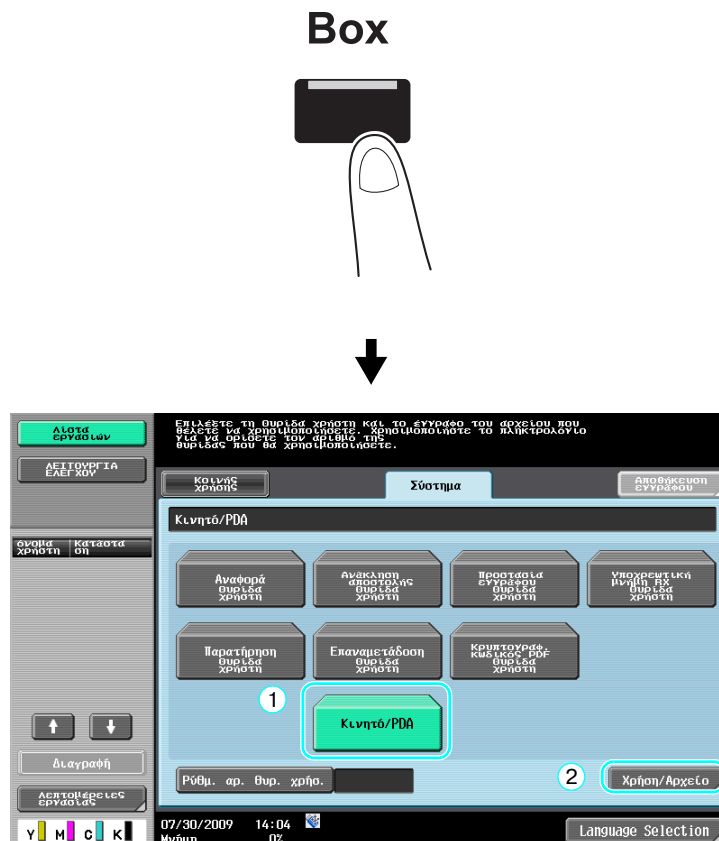 Box
Επιλέξτε τη θυρίδα χρήστη και το έγγραφο του αρχείου που
θέλετε να χρησιμοποιήσετε. Χρησιμοποιήστε το πληκτρολόγιο
για να ορίσετε τον αριθμό της
θυρίδας που θα χρησιμοποιήσετε.
Λίστα
εργασιών
ΛΕΙΤΟΥΡΓΙΑ
ΕΛΕΓΧΟΥ
Κοινής
χρήσης
Σύστημα
Αποθήκευση
εγγράφου
Κινητό/PDA
όνομα
χρήστη
Κατάστα
ση
Αναφορά
θυρίδα
χρήστη
Ανάκληση
αποστολής
θυρίδα
χρήστη
Προστασία
εγγράφου
θυρίδα
χρήστη
Υποχρεωτική
μνήμη RX
θυρίδα
χρήστη
Παρατήρηση
θυρίδα
χρήστη
Επαναμετάδοση
θυρίδα
χρήστη
Κρυπτογραφ.
κωδικός PDF
θυρίδα
χρήστη
1
Κινητό/PDA
Διαγραφή
Ρύθμ. αρ. θυρ. χρήσ.
2
Χρήση/Αρχείο
Λεπτομέρειες
εργασίας
Y M C K
07/30/2009 14:04
Μνήμη 0%
Language Selection